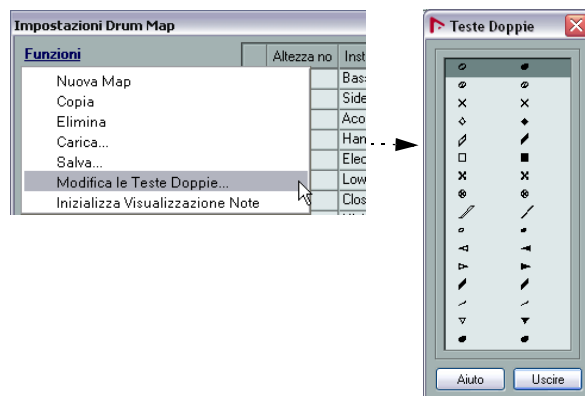 Impostazioni Drum Map
Funzioni
Altezza no Inst
Nuova Map
Copia
Elimina
Carica...
Salva...
Modifica le Teste Doppie...
Inizializza Visualizzazione Note
Bas
Side
Aco
Han
Elec
Low
Clos
Teste Doppie
Aiuto Uscire